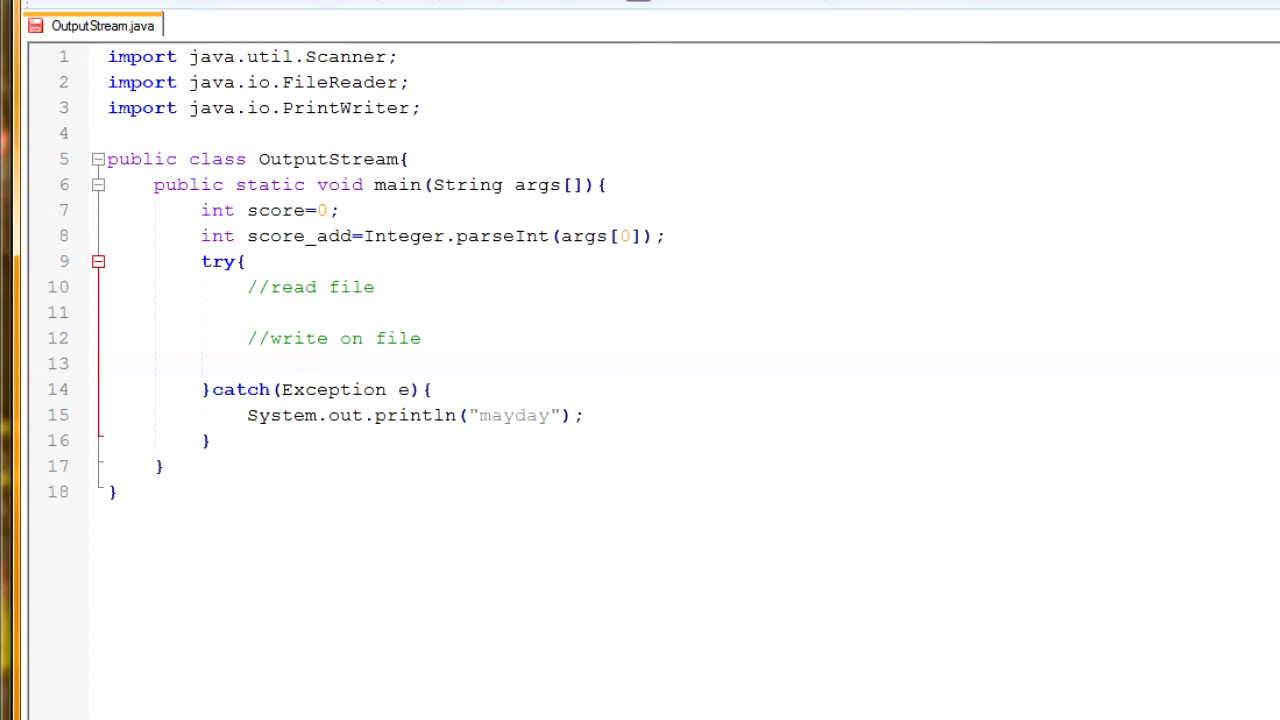 OutputStream.java
1 import java.util.Scanner;
2 import java.io.FileReader;
3 import java.io.PrintWriter;
4
5 public class OutputStream{
6 public static void main(String args[]){
7 int score=0;
8 int score_add=Integer.parseInt(args[0]);
9 try{
10 //read file
11
12 //write on file
13
14 }catch(Exception e){
15 System.out.println("mayday");
16 }
17 }
18 }